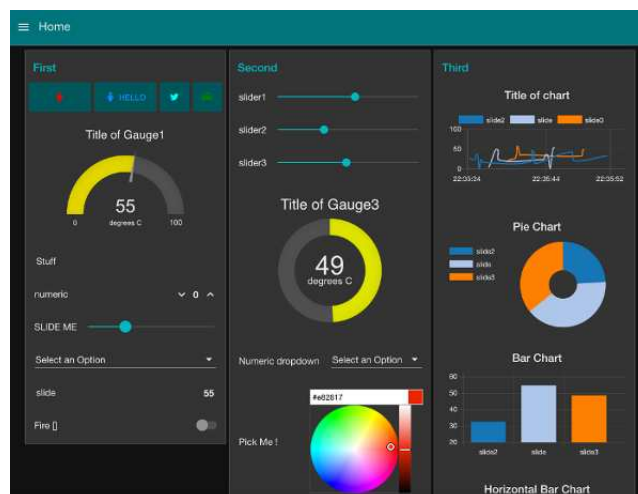 Home
First
HELLO
Title of Gauge1
55
degrees C
0 100
Stuff
numeric 0
SLIDE ME
Select an Option
slide 55
Fire []
Second
slider1
slider2
slider3
Title of Gauge3
49
degrees C
Numeric dropdown Select an Option
#e82817
Pick Me !
Third
Title of chart
slide2 slide slide3
100
50
0
22:05:34 22:05:44 22:05:52
Pie Chart
slide2
slide
slide3
Bar Chart
60
50
40
30
20
slide2 slide slide3
Horizontal Bar Chart